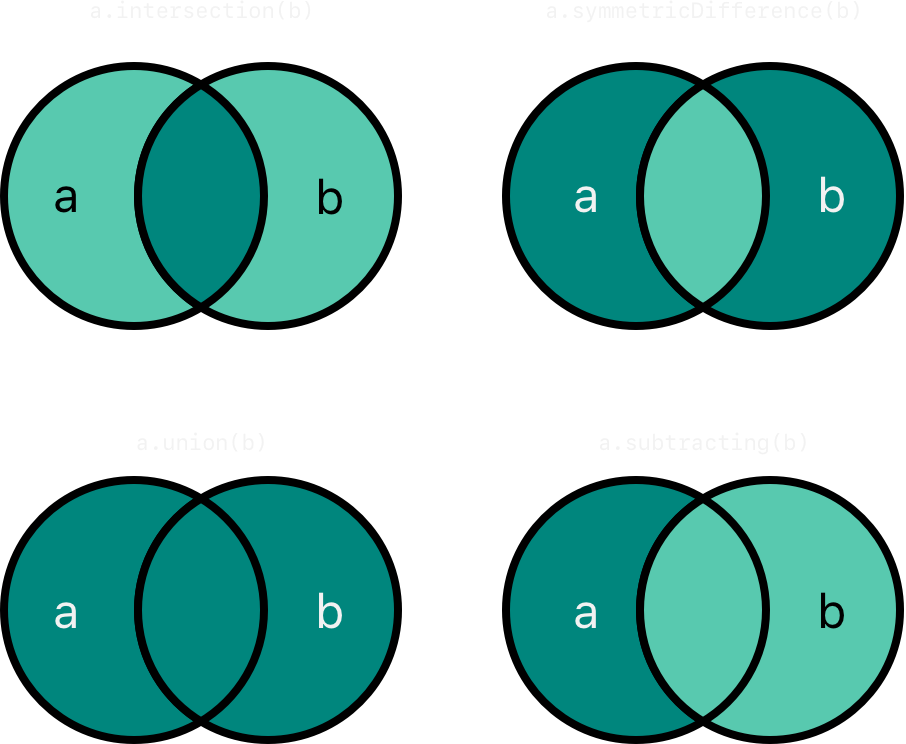 a.intersection(b)
a.symmetricDifference(b)
a
b
a
b
a.union(b)
a.subtracting(b)
a
b
a
b